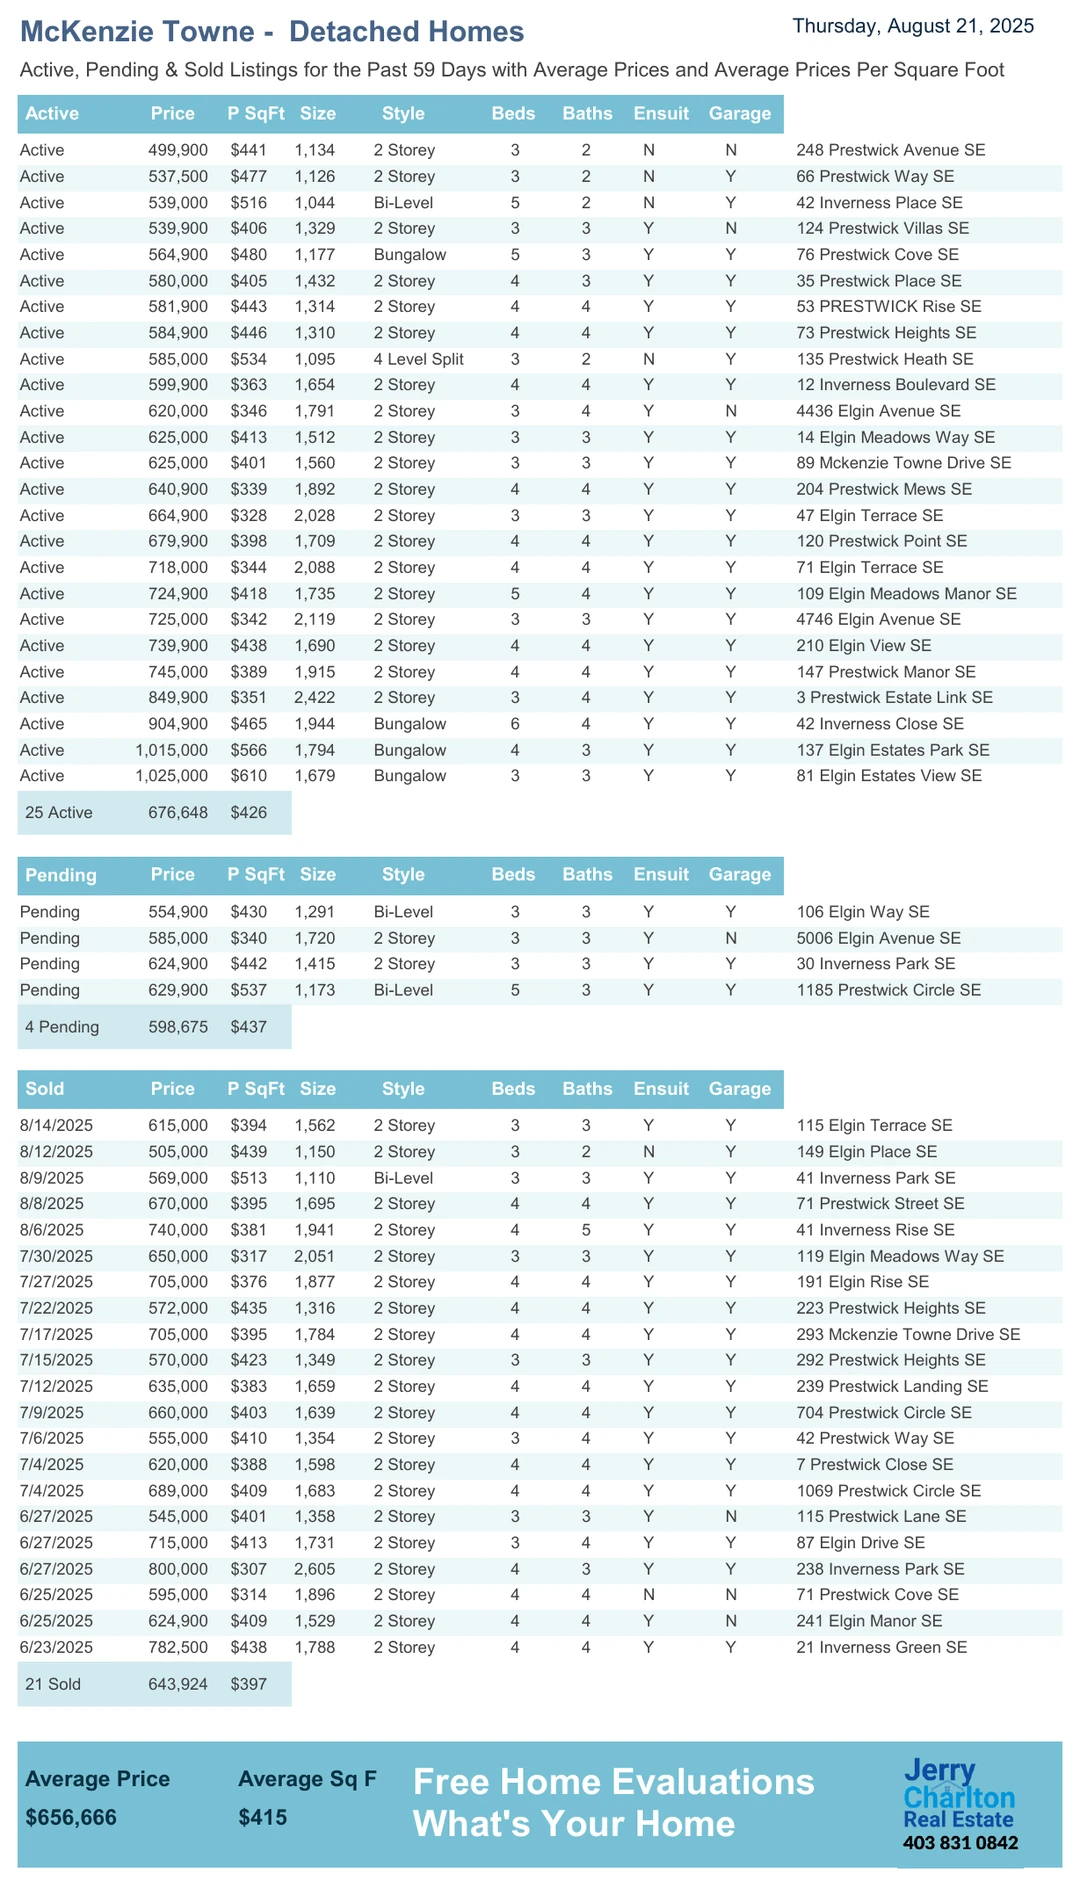 McKenzie Towne - Detached Homes
Thursday, August 21, 2025
Active, Pending & Sold Listings for the Past 59 Days with Average Prices and Average Prices Per Square Foot
Active Price P SqFt Size Style Beds Baths Ensuit Garage
Active 499,900 $441 1,134 2 Storey 3 2 N N 248 Prestwick Avenue SE
Active 537,500 $477 1,126 2 Storey 3 2 N Y 66 Prestwick Way SE
Active 539,000 $516 1,044 Bi-Level 5 2 N Y 42 Inverness Place SE
Active 539,900 $406 1,329 2 Storey 3 3 Y N 124 Prestwick Villas SE
Active 564,900 $480 1,177 Bungalow 5 3 Y Y 76 Prestwick Cove SE
Active 580,000 $405 1,432 2 Storey 4 3 Y Y 35 Prestwick Place SE
Active 581,900 $443 1,314 2 Storey 4 4 Y Y 53 PRESTWICK Rise SE
Active 584,900 $446 1,310 2 Storey 4 4 Y Y 73 Prestwick Heights SE
Active 585,000 $534 1,095 4 Level Split 3 2 N Y 135 Prestwick Heath SE
Active 599,900 $363 1,654 2 Storey 4 4 Y Y 12 Inverness Boulevard SE
Active 620,000 $346 1,791 2 Storey 3 4 Y N 4436 Elgin Avenue SE
Active 625,000 $413 1,512 2 Storey 3 3 Y Y 14 Elgin Meadows Way SE
Active 625,000 $401 1,560 2 Storey 3 3 Y Y 89 Mckenzie Towne Drive SE
Active 640,900 $339 1,892 2 Storey 4 4 Y Y 204 Prestwick Mews SE
Active 664,900 $328 2,028 2 Storey 3 3 Y Y 47 Elgin Terrace SE
Active 679,900 $398 1,709 2 Storey 4 4 Y Y 120 Prestwick Point SE
Active 718,000 $344 2,088 2 Storey 4 4 Y Y 71 Elgin Terrace SE
Active 724,900 $418 1,735 2 Storey 5 4 Y Y 109 Elgin Meadows Manor SE
Active 725,000 $342 2,119 2 Storey 3 3 Y Y 4746 Elgin Avenue SE
Active 739,900 $438 1,690 2 Storey 4 4 Y Y 210 Elgin View SE
Active 745,000 $389 1,915 2 Storey 4 4 Y Y 147 Prestwick Manor SE
Active 849,900 $351 2,422 2 Storey 3 4 Y Y 3 Prestwick Estate Link SE
Active 904,900 $465 1,944 Bungalow 6 4 Y Y 42 Inverness Close SE
Active 1,015,000 $566 1,794 Bungalow 4 3 Y Y 137 Elgin Estates Park SE
Active 1,025,000 $610 1,679 Bungalow 3 3 Y Y 81 Elgin Estates View SE
25 Active 676,648 $426
Pending Price P SqFt Size Style Beds Baths Ensuit Garage
Pending 554,900 $430 1,291 Bi-Level 3 3 Y Y 106 Elgin Way SE
Pending 585,000 $340 1,720 2 Storey 3 3 Y N 5006 Elgin Avenue SE
Pending 624,900 $442 1,415 2 Storey 3 3 Y Y 30 Inverness Park SE
Pending 629,900 $537 1,173 Bi-Level 5 3 Y Y 1185 Prestwick Circle SE
4 Pending 598,675 $437
Sold Price P SqFt Size Style Beds Baths Ensuit Garage
8/14/2025 615,000 $394 1,562 2 Storey 3 3 Y Y 115 Elgin Terrace SE
8/12/2025 505,000 $439 1,150 2 Storey 3 2 N Y 149 Elgin Place SE
8/9/2025 569,000 $513 1,110 Bi-Level 3 3 Y Y 41 Inverness Park SE
8/8/2025 670,000 $395 1,695 2 Storey 4 4 Y Y 71 Prestwick Street SE
8/6/2025 740,000 $381 1,941 2 Storey 4 5 Y Y 41 Inverness Rise SE
7/30/2025 650,000 $317 2,051 2 Storey 3 3 Y Y 119 Elgin Meadows Way SE
7/27/2025 705,000 $376 1,877 2 Storey 4 4 Y Y 191 Elgin Rise SE
7/22/2025 572,000 $435 1,316 2 Storey 4 4 Y Y 223 Prestwick Heights SE
7/17/2025 705,000 $395 1,784 2 Storey 4 4 Y Y 293 Mckenzie Towne Drive SE
7/15/2025 570,000 $423 1,349 2 Storey 3 3 Y Y 292 Prestwick Heights SE
7/12/2025 635,000 $383 1,659 2 Storey 4 4 Y Y 239 Prestwick Landing SE
7/9/2025 660,000 $403 1,639 2 Storey 4 4 Y Y 704 Prestwick Circle SE
7/6/2025 555,000 $410 1,354 2 Storey 3 4 Y Y 42 Prestwick Way SE
7/4/2025 620,000 $388 1,598 2 Storey 4 4 Y Y 7 Prestwick Close SE
7/4/2025 689,000 $409 1,683 2 Storey 4 4 Y Y 1069 Prestwick Circle SE
6/27/2025 545,000 $401 1,358 2 Storey 3 3 Y N 115 Prestwick Lane SE
6/27/2025 715,000 $413 1,731 2 Storey 3 4 Y Y 87 Elgin Drive SE
6/27/2025 800,000 $307 2,605 2 Storey 4 3 Y Y 238 Inverness Park SE
6/25/2025 595,000 $314 1,896 2 Storey 4 4 N N 71 Prestwick Cove SE
6/25/2025 624,900 $409 1,529 2 Storey 4 4 Y N 241 Elgin Manor SE
6/23/2025 782,500 $438 1,788 2 Storey 4 4 Y Y 21 Inverness Green SE
21 Sold 643,924 $397
Average Price Average Sq F
$656,666 $415
Free Home Evaluations
What's Your Home
Jerry
Charlton
Real Estate
403 831 0842